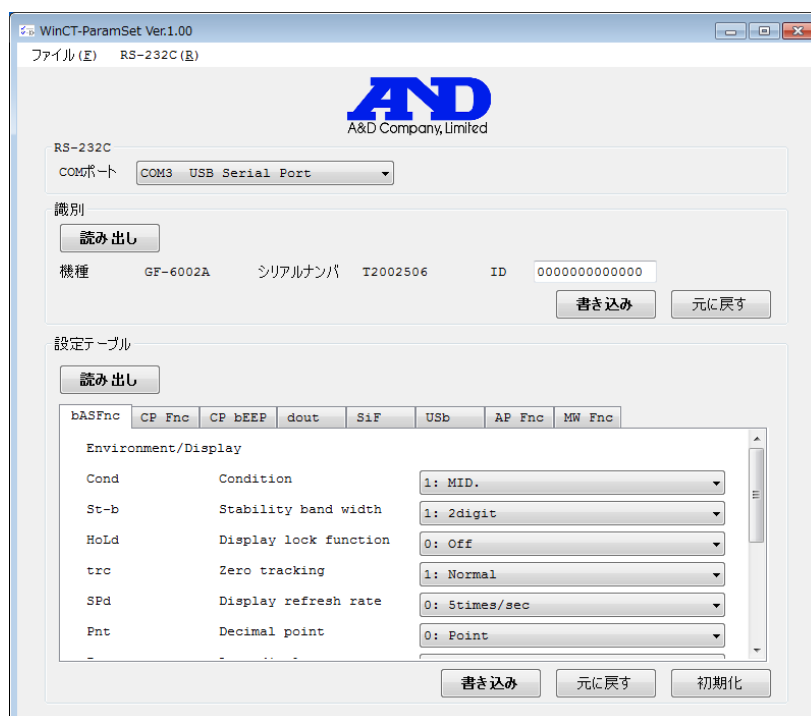 WinCT-ParamSet Ver.1.00
ファイル(F) RS-232C(R)
AND
A&D Company, Limited
RS-232C
COMポート COM3 USB Serial Port
識別
読み出し
機種 GF-6002A シリアルナンバ T2002506 ID 0000000000000
書き込み 元に戻す
設定テーブル
読み出し
bASFnc CP Fnc CP bEEP dout SiF USb AP Fnc MW Fnc
Environment/Display
Cond Condition 1: MID.
St-b Stability band width 1: 2digit
HoLd Display lock function 0: Off
trc Zero tracking 1: Normal
SPd Display refresh rate 0: 5times/sec
Pnt Decimal point 0: Point
書き込み 元に戻す 初期化